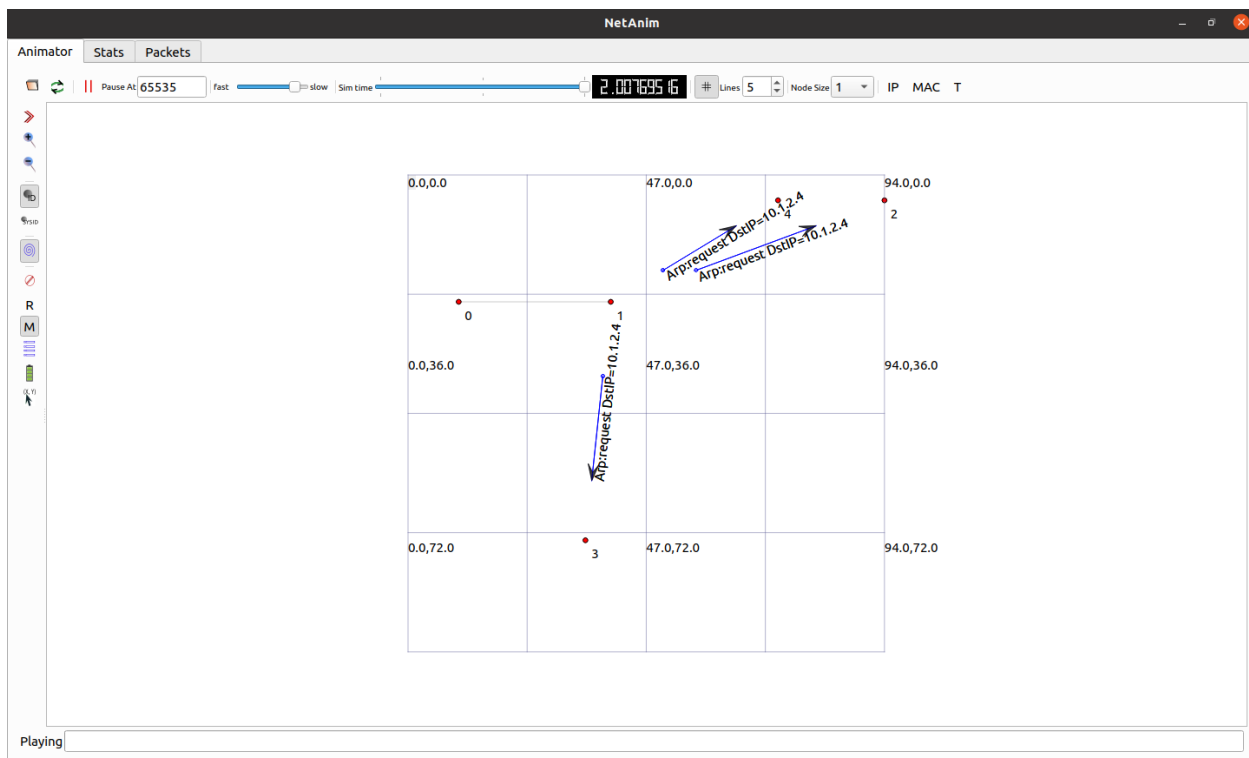 NetAnim
Animator Stats Packets
Pause At 65535 fast slow Sim time 2.00769516 # Lines 5 Node Size 1 IP MAC T
ID
SYSID
R
M
(X,Y)
0.0,0.0 47.0,0.0 94.0,0.0
4 2
Arp:request DstIP=10.1.2.4
Arp:request DstIP=10.1.2.4
0 1
Arp:request DstIP=10.1.2.4
0.0,36.0 47.0,36.0 94.0,36.0
0.0,72.0 3 47.0,72.0 94.0,72.0
Playing